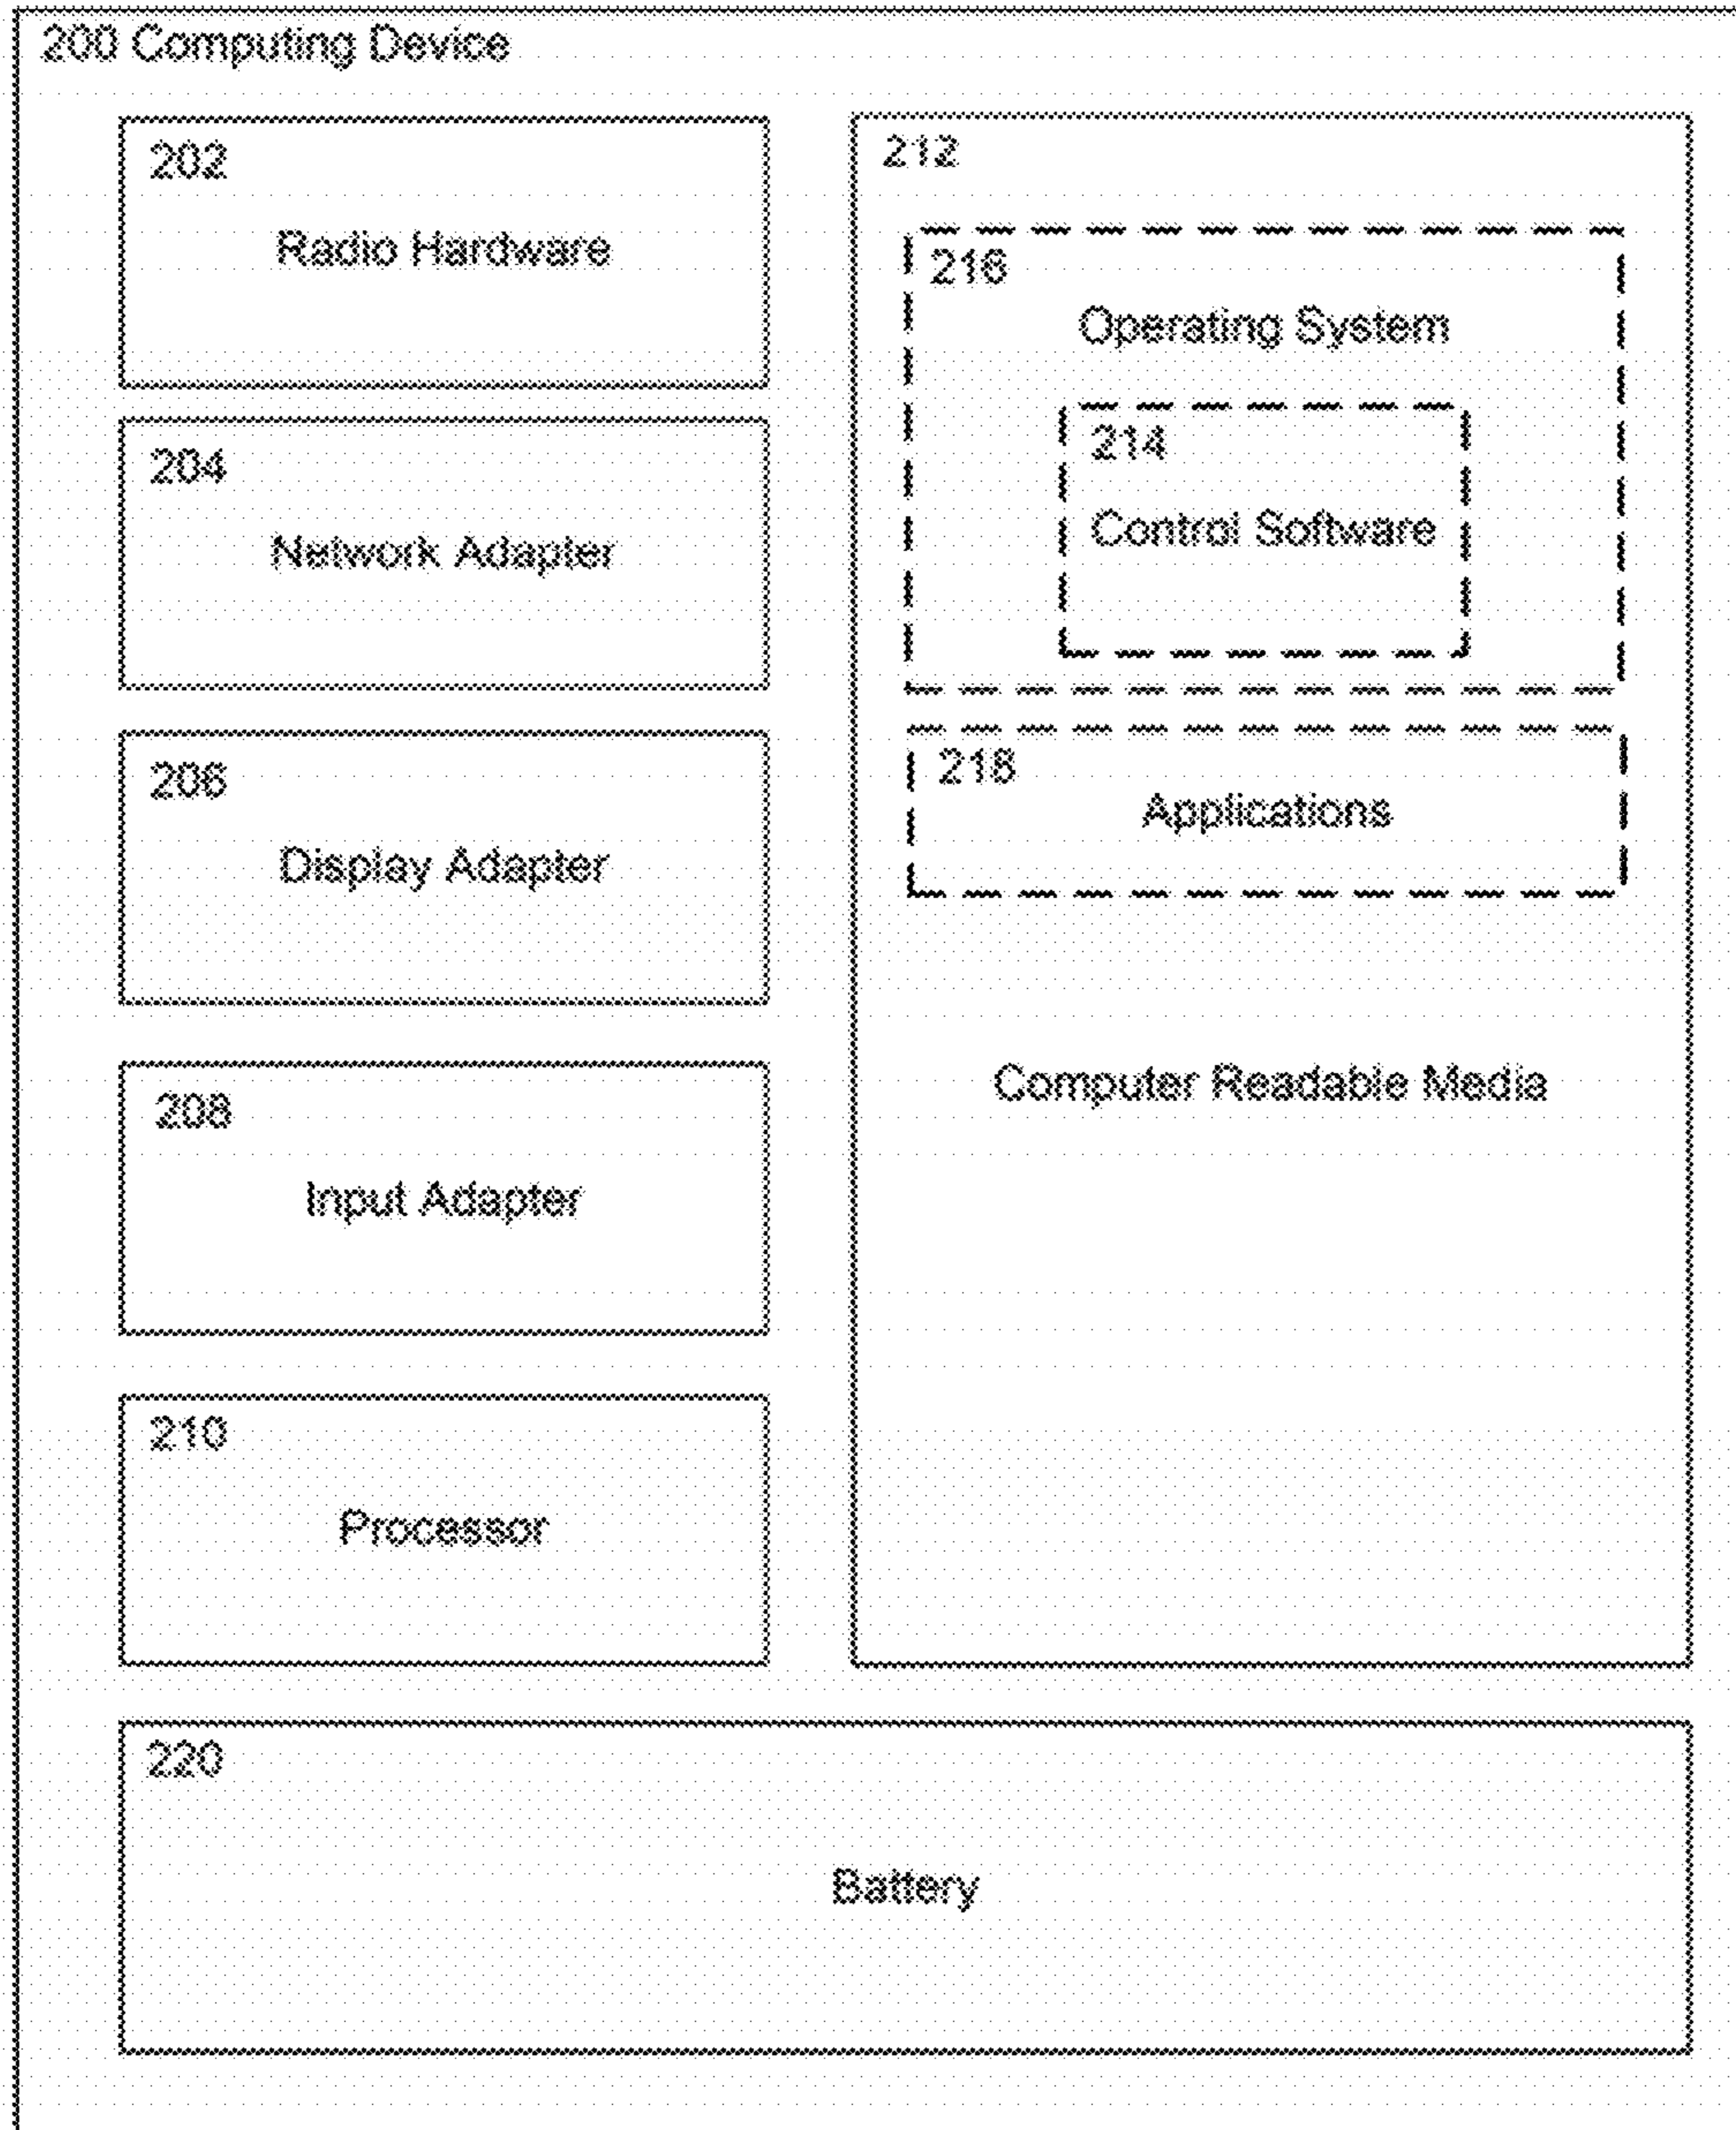 200 Computing Device
202
Radio Hardware
204
Network Adapter
206
Display Adapter
208
Input Adapter
210
Processor
212
216
Operating System
214
Control Software
218
Applications
Computer Readable Media
220
Battery